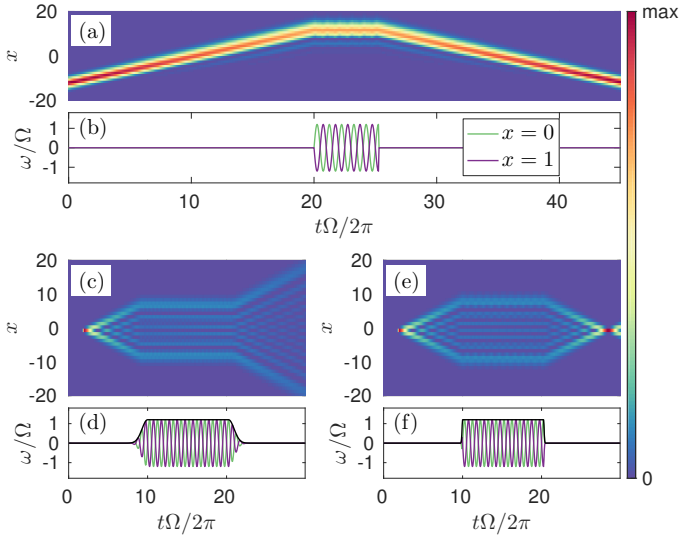 20 (a) max
x 0
-20
(b)
ω/Ω 1 0 -1
x = 0
x = 1
0 10 20 30 40
tΩ/2π
20 (c) 20 (e)
10 10
x 0 x 0
-10 -10
-20 -20
(d) (f) 0
ω/Ω 1 0 -1 ω/Ω 1 0 -1
0 10 20 0 10 20
tΩ/2π tΩ/2π